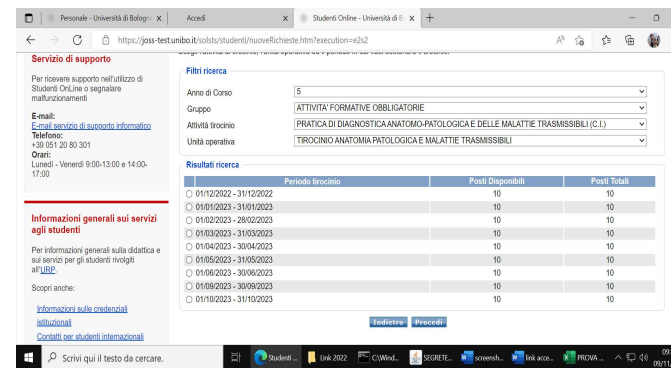 Personale - Università di Bologn
Accedi
Studenti Online - Università di B
https://joss-test.unibo.it/solsts/studenti/nuoveRichieste.htm?execution=e2s2
Servizio di supporto
Per ricevere supporto nell'utilizzo di
Studenti OnLine o segnalare
malfunzionamenti
E-mail:
E-mail servizio di supporto informatico
Telefono:
+39 051 20 80 301
Orari:
Lunedì - Venerdì 9:00-13:00 e 14:00-
17:00
Informazioni generali sui servizi
agli studenti
Per informazioni generali sulla didattica e
sui servizi per gli studenti rivolgiti
all'URP.
Scopri anche:
Informazioni sulle credenziali
istituzionali
Contatti per studenti internazionali
Filtri ricerca
Anno di Corso 5
Gruppo ATTIVITA' FORMATIVE OBBLIGATORIE
Attività tirocinio PRATICA DI DIAGNOSTICA ANATOMO-PATOLOGICA E DELLE MALATTIE TRASMISSIBILI (C.I.)
Unità operativa TIROCINIO ANATOMIA PATOLOGICA E MALATTIE TRASMISSIBILI
Risultati ricerca
Periodo tirocinio Posti Disponibili Posti Totali
01/12/2022 - 31/12/2022 10 10
01/01/2023 - 31/01/2023 10 10
01/02/2023 - 28/02/2023 10 10
01/03/2023 - 31/03/2023 10 10
01/04/2023 - 30/04/2023 10 10
01/05/2023 - 31/05/2023 10 10
01/06/2023 - 30/06/2023 10 10
01/09/2023 - 30/09/2023 10 10
01/10/2023 - 31/10/2023 10 10
Indietro Procedi
Scrivi qui il testo da cercare.
Studenti ...
Link 2022
C:\Wind...
SEGRETE...
screensh...
link acce...
PROVA ...
09:
09/11,